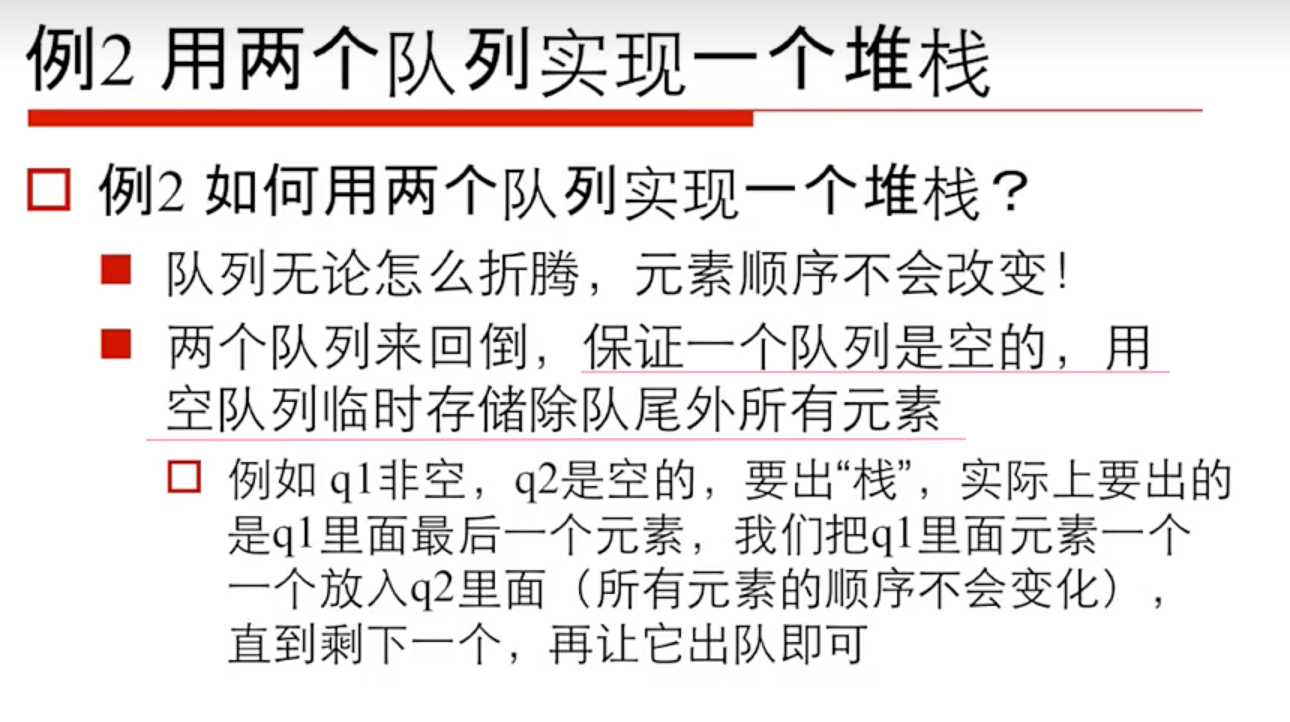 例2 用两个队列实现一个堆栈
例2 如何用两个队列实现一个堆栈？
队列无论怎么折腾，元素顺序不会改变！
两个队列来回倒，保证一个队列是空的，用
空队列临时存储除队尾外所有元素
例如 q1非空，q2是空的，要出“栈”，实际上要出的
是q1里面最后一个元素，我们把q1里面元素一个
一个放入q2里面（所有元素的顺序不会变化），
直到剩下一个，再让它出队即可